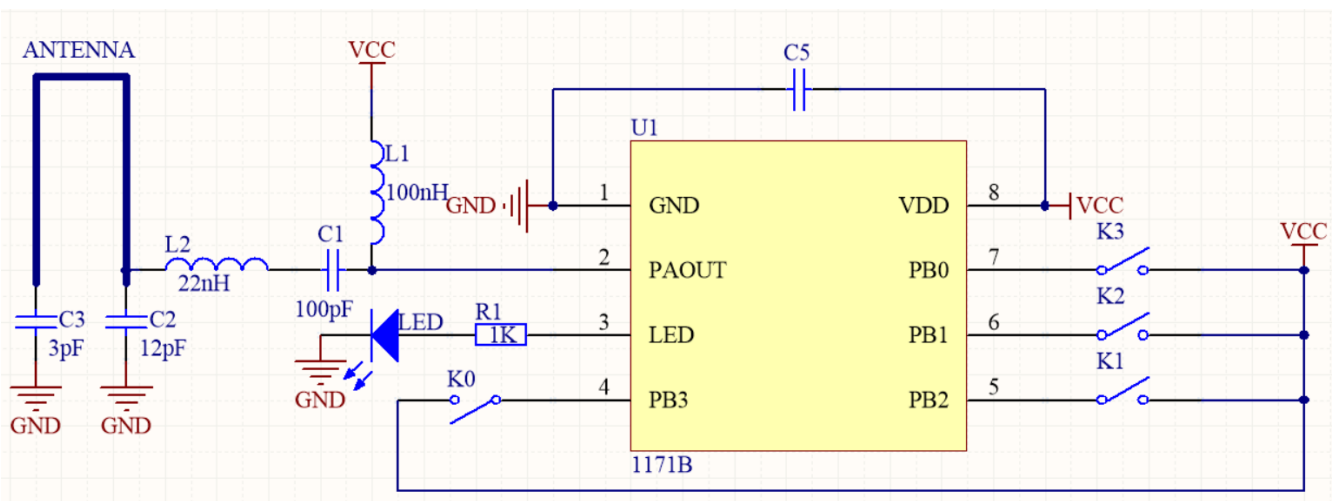 ANTENNA
VCC
C5
U1
L1
100nH
GND
1
GND
VDD
8
VCC
K3
VCC
L2
22nH
C1
100pF
2
PAOUT
PB0
7
K2
C3
3pF
C2
12pF
LED
R1
1K
3
LED
PB1
6
K1
GND
K0
4
PB3
PB2
5
GND
GND
1171B